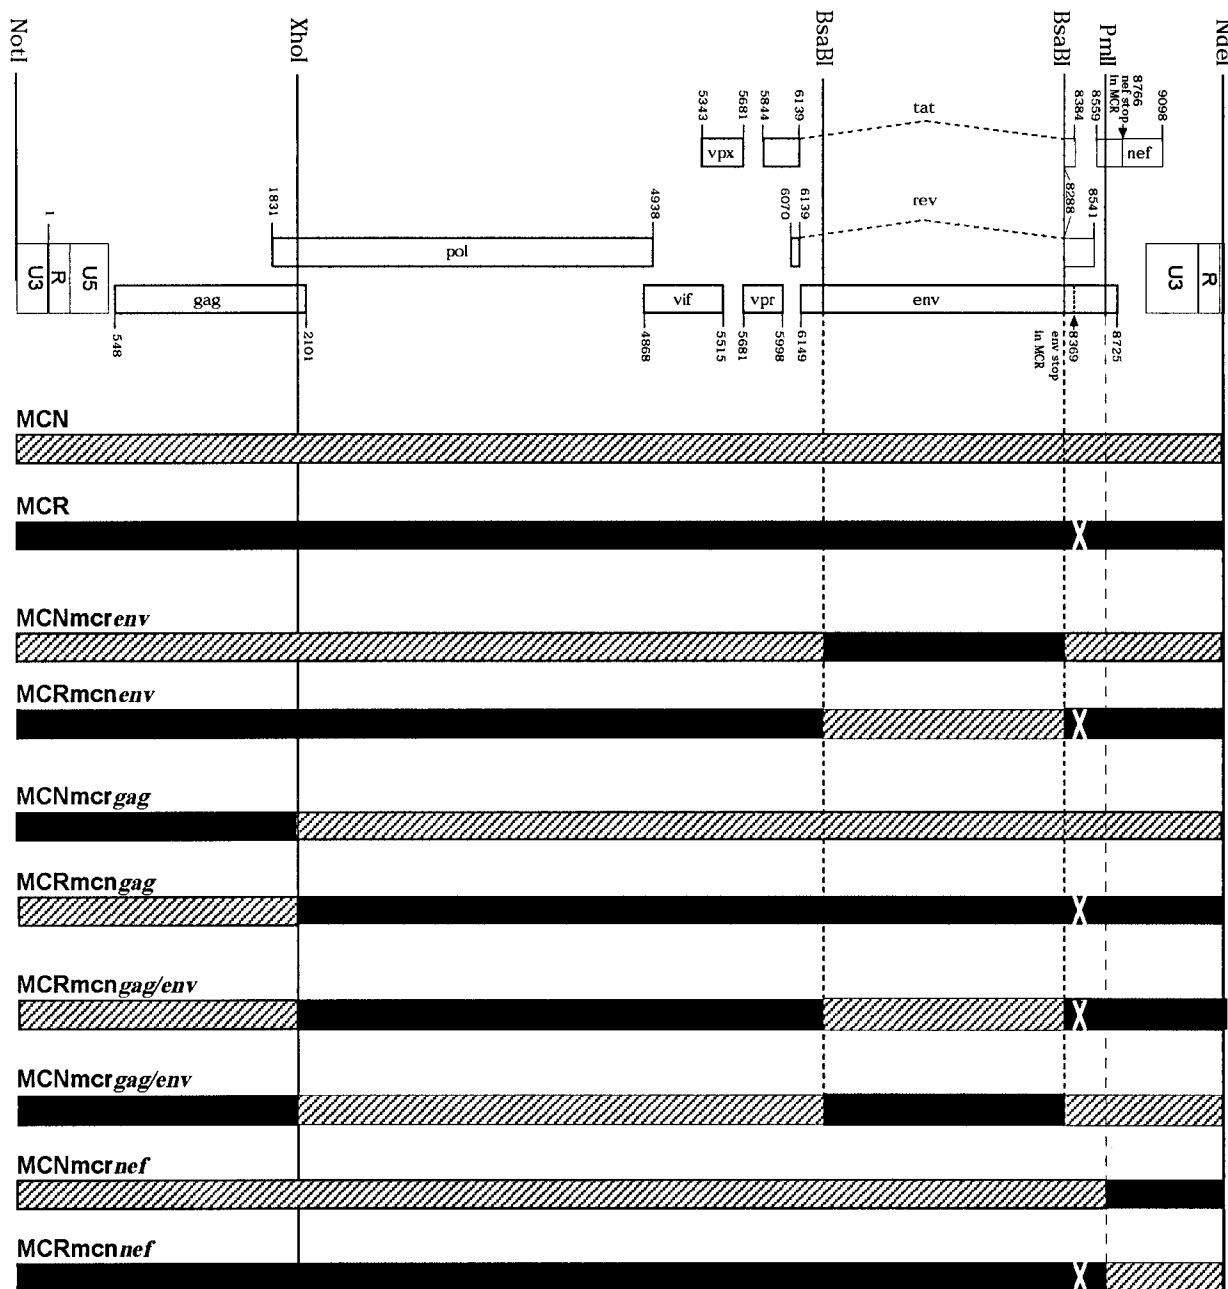 NotI
XhoI
BsaBI
BsaBI
PmlI
NdeI
8384
8559
8766
nef stop
in MCR
9098
5343
5681
5844
6139
tat
vpx
nef
1831
4938
6070
6139
rev
8288
8541
1
pol
U3
R
U5
U3
R
gag
vif
vpr
env
548
2101
4868
5515
5681
5998
6149
env stop
in MCR
8369
8725
MCN
MCR
X
MCNmcrenv
MCRmcnenv
X
MCNmcrgag
MCRmcngag
X
MCRmcngag/env
X
MCNmcrgag/env
MCNmcrnef
MCRmcnnef
X